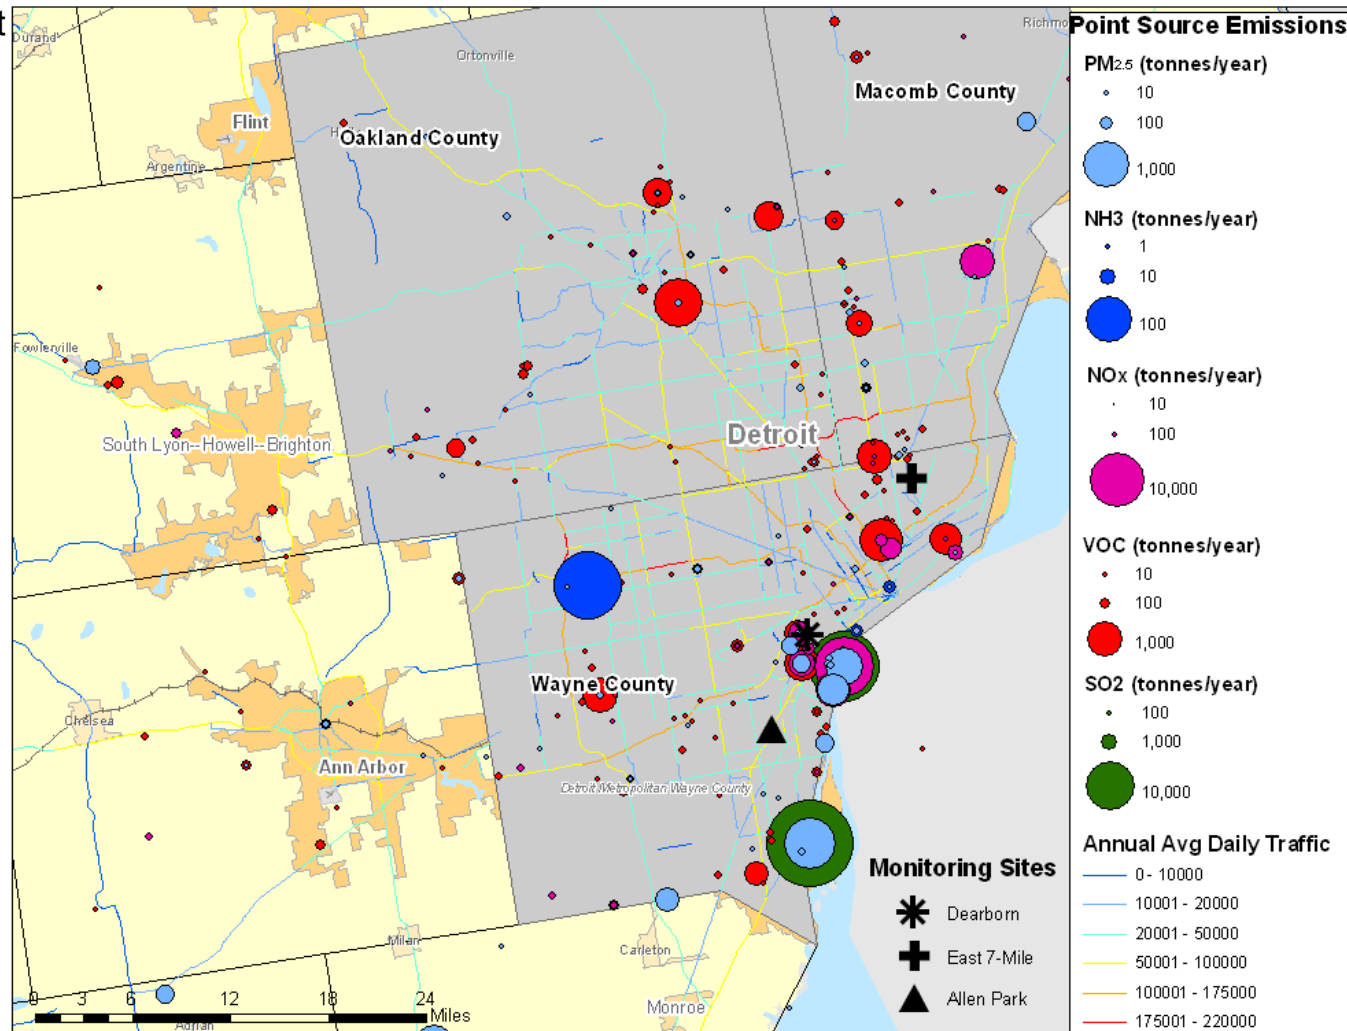 t
Durand
Ortonville
Richmo
Macomb County
Flint
Oakland County
Argentine
Fowlerville
South Lyon--Howell--Brighton
Detroit
Wayne County
Chelsea
Ann Arbor
Detroit Metropolitan Wayne County
Milan
Carleton
Monroe
Adrian
0 3 6 12 18 24
Miles
Monitoring Sites
Dearborn
East 7-Mile
Allen Park
Point Source Emissions
PM2.5 (tonnes/year)
10
100
1,000
NH3 (tonnes/year)
1
10
100
NOx (tonnes/year)
10
100
10,000
VOC (tonnes/year)
10
100
1,000
SO2 (tonnes/year)
100
1,000
10,000
Annual Avg Daily Traffic
0- 10000
10001 - 20000
20001 - 50000
50001 - 100000
100001 - 175000
175001 - 220000